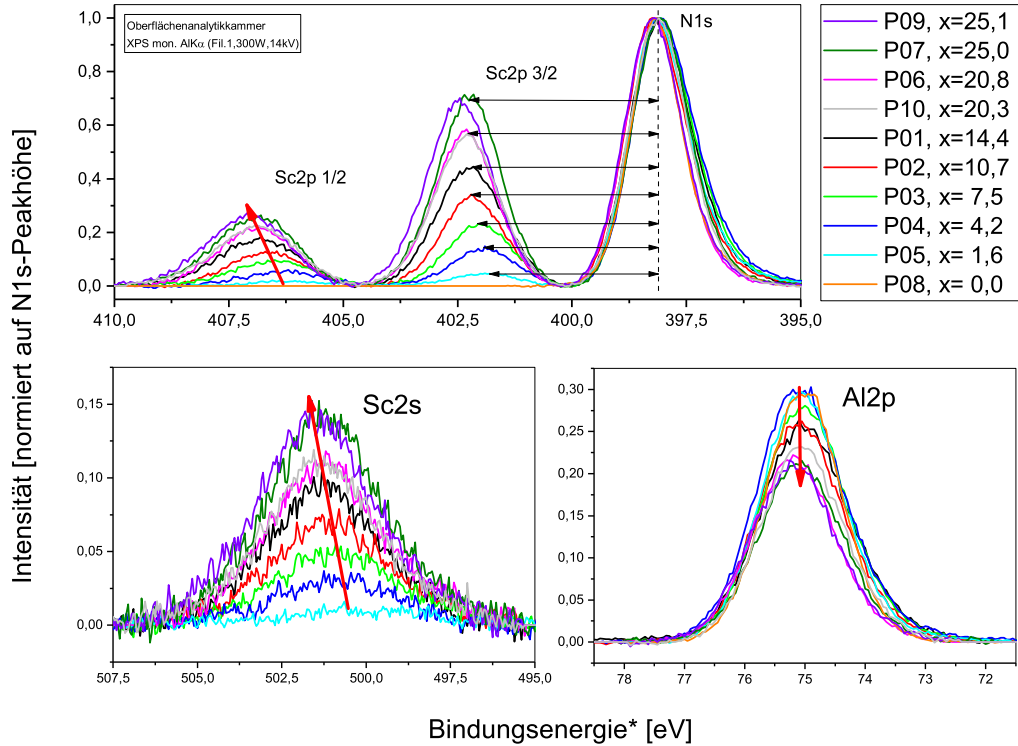 Oberflächenanalytikkammer
XPS mon. AlKα (Fil.1,300W,14kV)
N1s
Sc2p 3/2
Sc2p 1/2
1,0
0,8
0,6
0,4
0,2
0,0
410,0 407,5 405,0 402,5 400,0 397,5 395,0
P09, x=25,1
P07, x=25,0
P06, x=20,8
P10, x=20,3
P01, x=14,4
P02, x=10,7
P03, x= 7,5
P04, x= 4,2
P05, x= 1,6
P08, x= 0,0
Intensität [normiert auf N1s-Peakhöhe]
Sc2s
0,15
0,10
0,05
0,00
507,5 505,0 502,5 500,0 497,5 495,0
Al2p
0,30
0,25
0,20
0,15
0,10
0,05
0,00
78 77 76 75 74 73 72
Bindungsenergie* [eV]